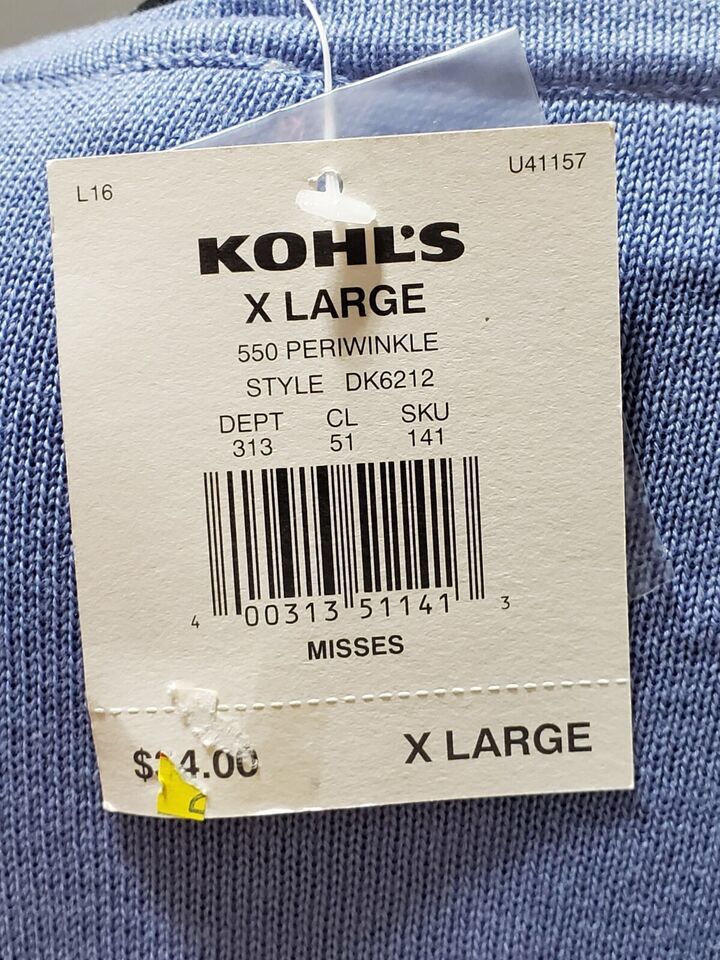 L16
U41157
KOHL'S
X LARGE
550 PERIWINKLE
STYLE DK6212
DEPT CL SKU
313 51 141
4 00313 51141 3
MISSES
X LARGE